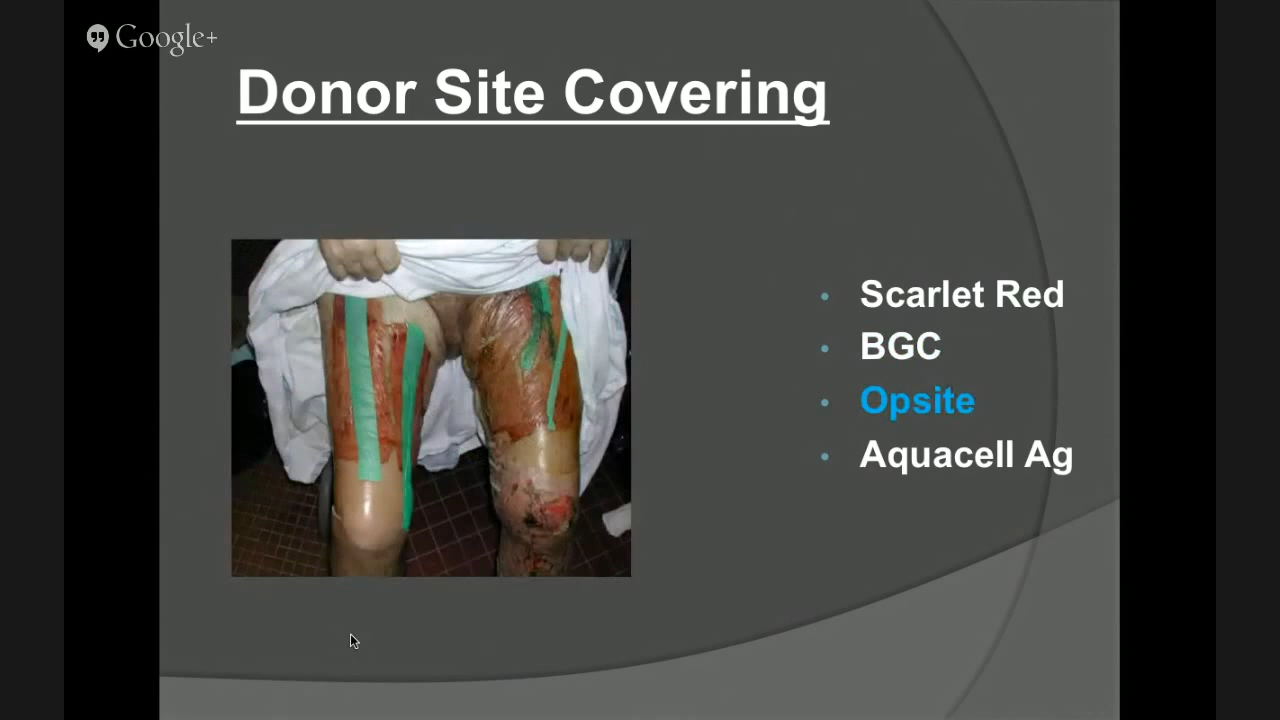 Google+
Donor Site Covering
Scarlet Red
BGC
Opsite
Aquacell Ag